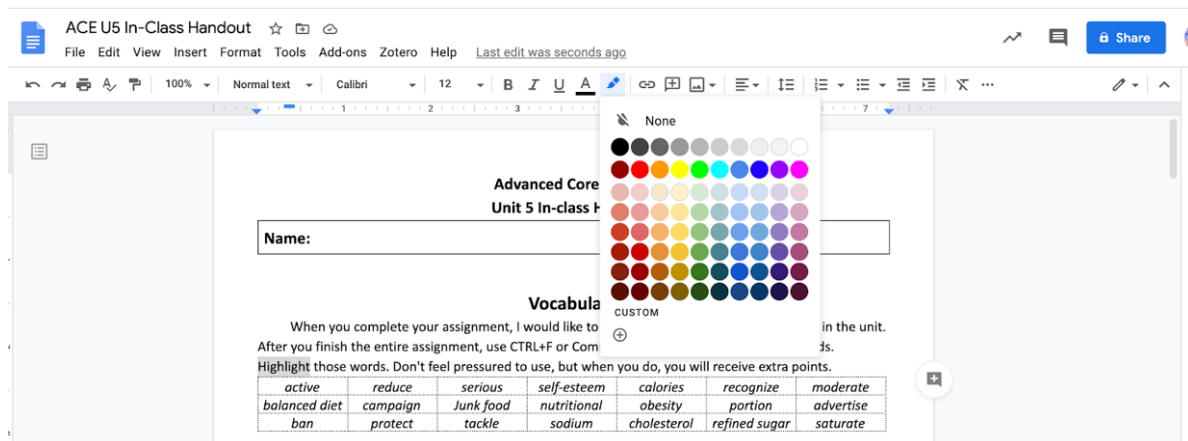 ACE U5 In-Class Handout
File Edit View Insert Format Tools Add-ons Zotero Help Last edit was seconds ago
Share
100% Normal text Calibri 12 B I U A
1 2 3 7
None
Advanced Core
Unit 5 In-class
Name:
CUSTOM
Vocabula
When you complete your assignment, I would like to in the unit.
After you finish the entire assignment, use CTRL+F or Com ds.
Highlight those words. Don't feel pressured to use, but when you do, you will receive extra points.
active reduce serious self-esteem calories recognize moderate
balanced diet campaign Junk food nutritional obesity portion advertise
ban protect tackle sodium cholesterol refined sugar saturate